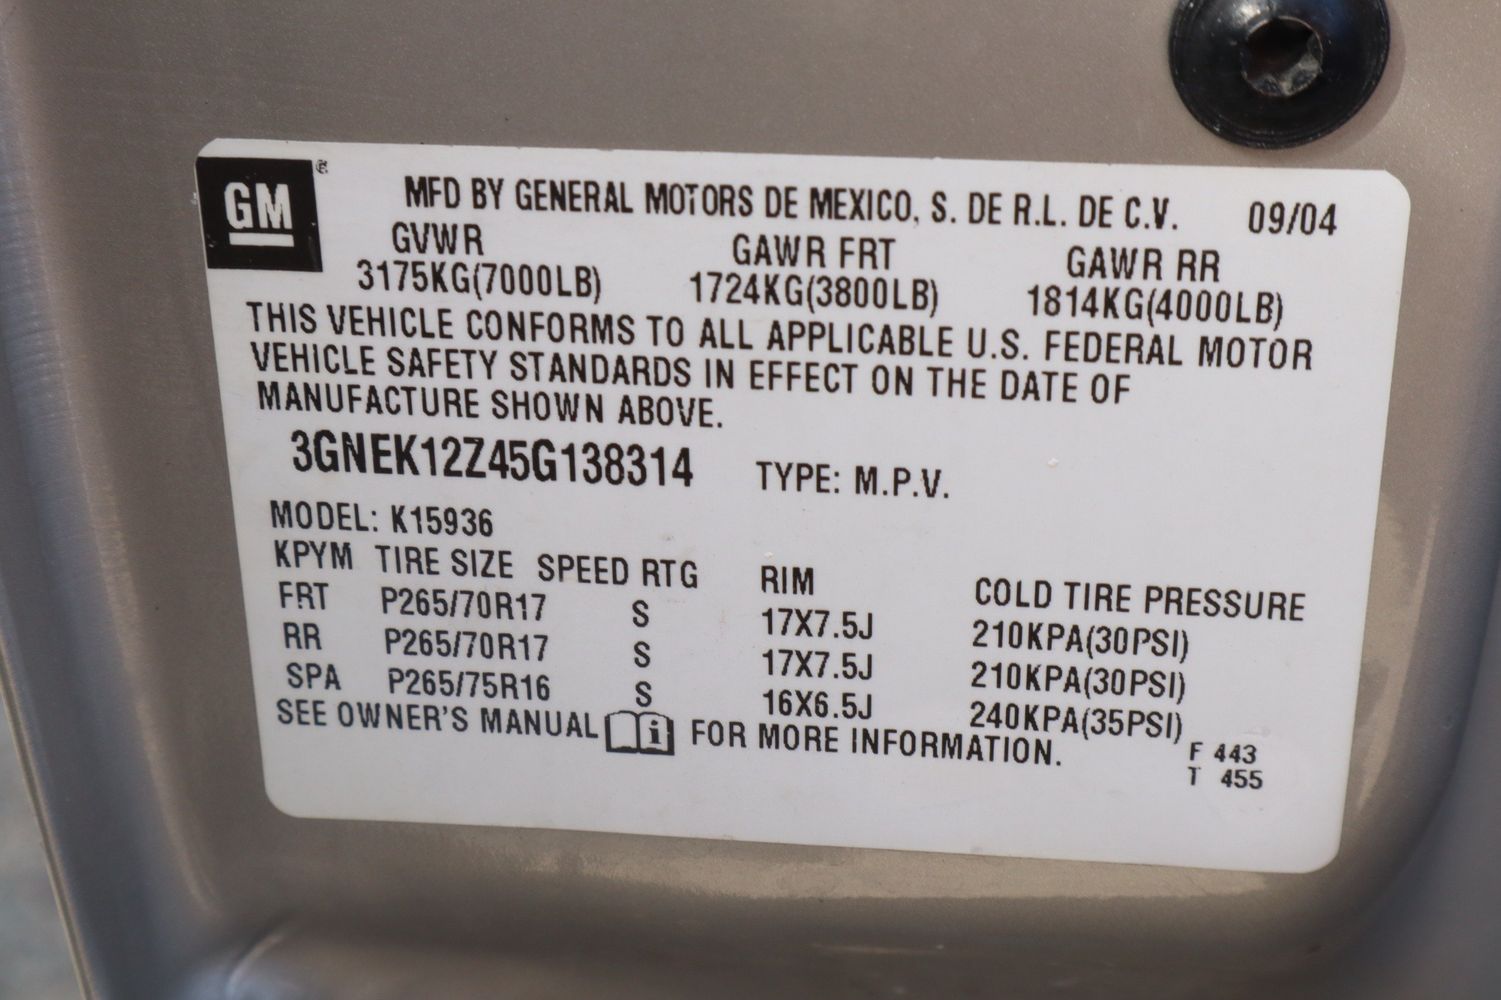 GM ®
MFD BY GENERAL MOTORS DE MEXICO, S. DE R.L. DE C.V. 09/04
GVWR GAWR FRT GAWR RR
3175KG(7000LB) 1724KG(3800LB) 1814KG(4000LB)
THIS VEHICLE CONFORMS TO ALL APPLICABLE U.S. FEDERAL MOTOR
VEHICLE SAFETY STANDARDS IN EFFECT ON THE DATE OF
MANUFACTURE SHOWN ABOVE.
3GNEK12Z45G138314 TYPE: M.P.V.
MODEL: K15936
KPYM TIRE SIZE SPEED RTG RIM COLD TIRE PRESSURE
FRT P265/70R17 S 17X7.5J 210KPA(30PSI)
RR P265/70R17 S 17X7.5J 210KPA(30PSI)
SPA P265/75R16 S 16X6.5J 240KPA(35PSI)
SEE OWNER'S MANUAL i FOR MORE INFORMATION.
F 443
T 455